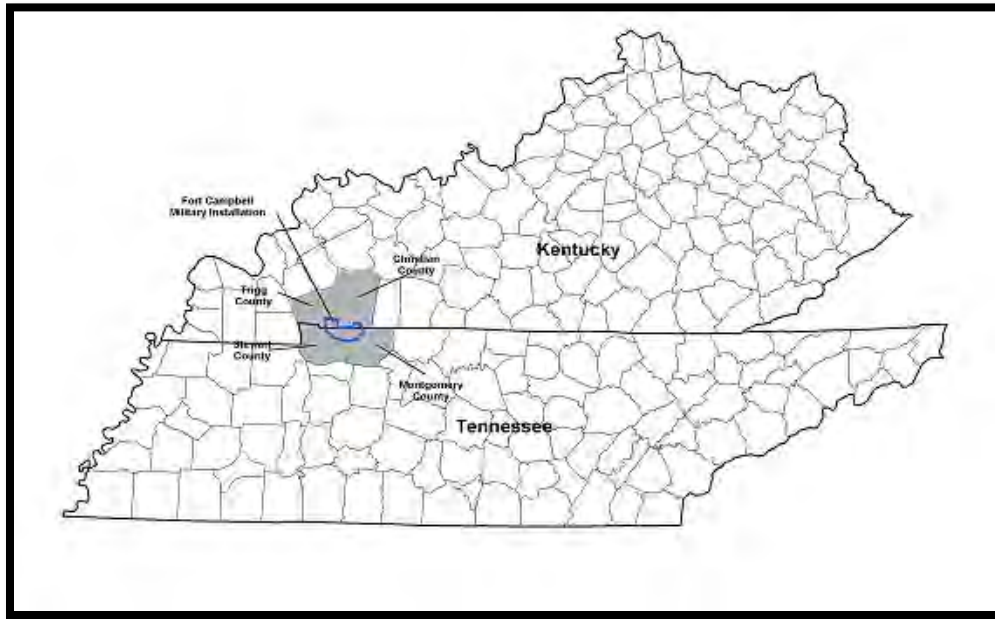 Fort Campbell
Military Installation
Kentucky
Christian
County
Trigg
County
Stewart
County
Montgomery
County
Tennessee